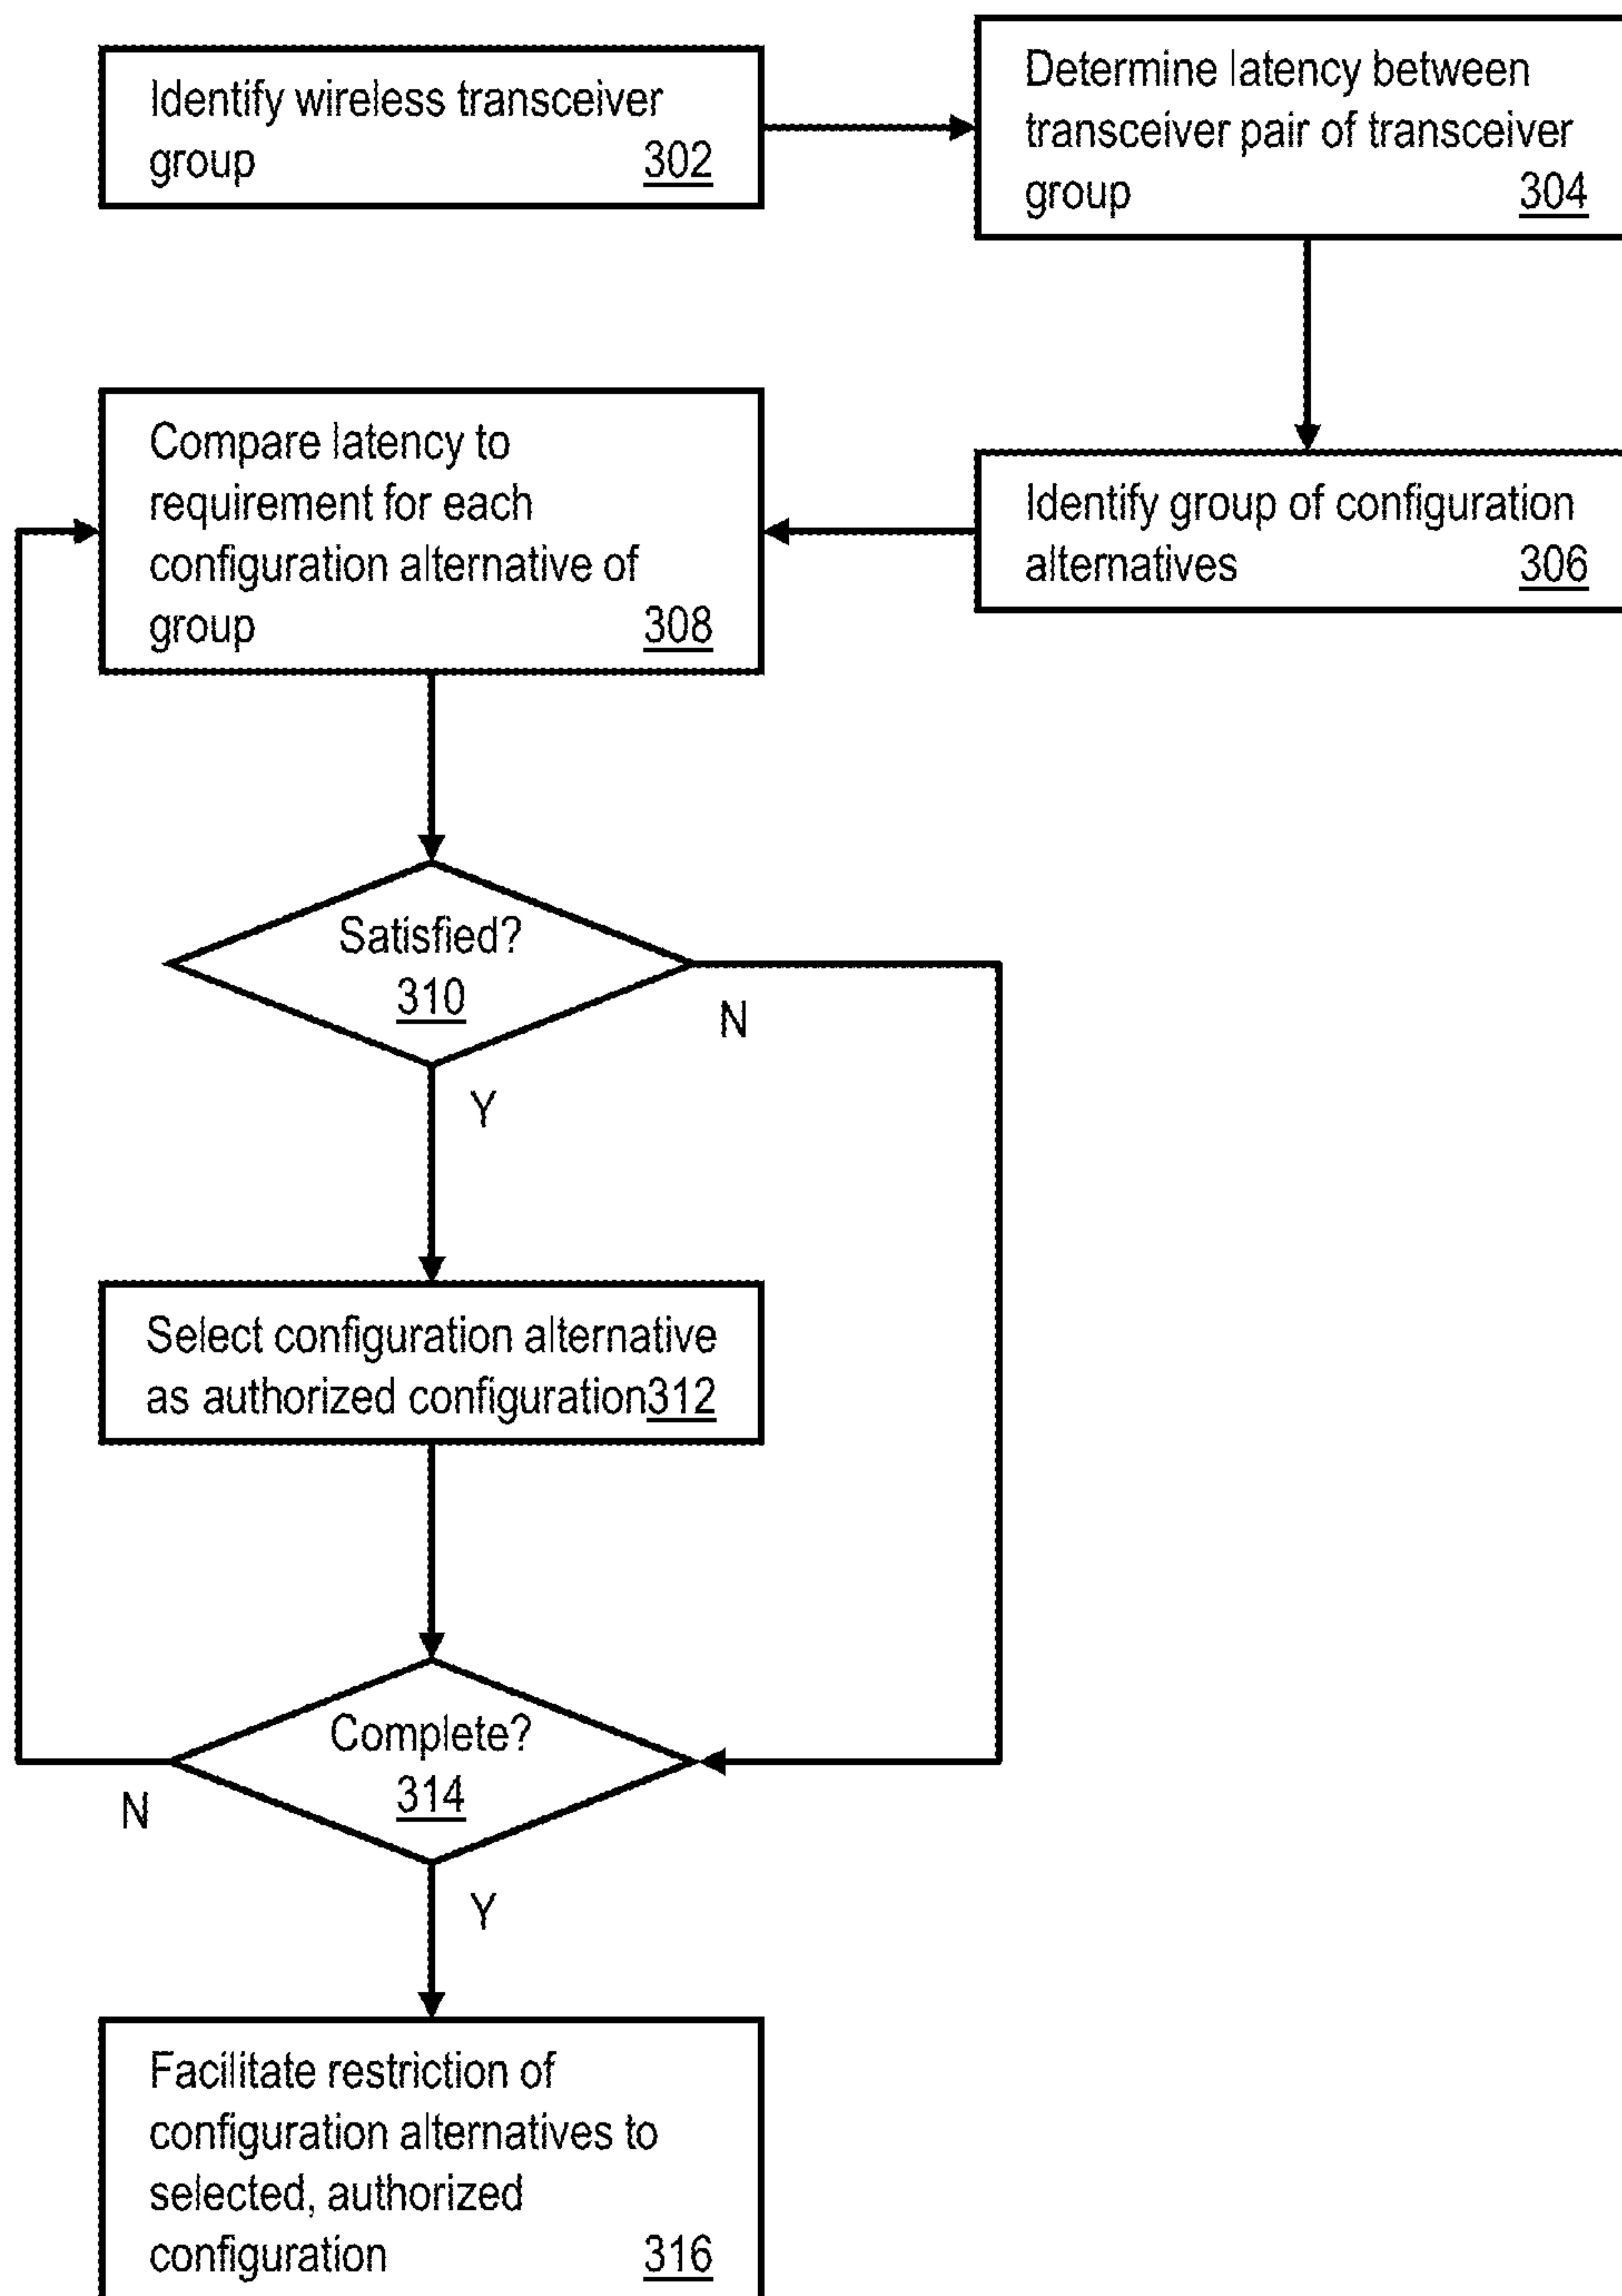 Identify wireless transceiver
group 302
Determine latency between
transceiver pair of transceiver
group 304
Identify group of configuration
alternatives 306
Compare latency to
requirement for each
configuration alternative of
group 308
Satisfied?
310
N
Y
Select configuration alternative
as authorized configuration312
Complete?
314
N
Y
Facilitate restriction of
configuration alternatives to
selected, authorized
configuration 316